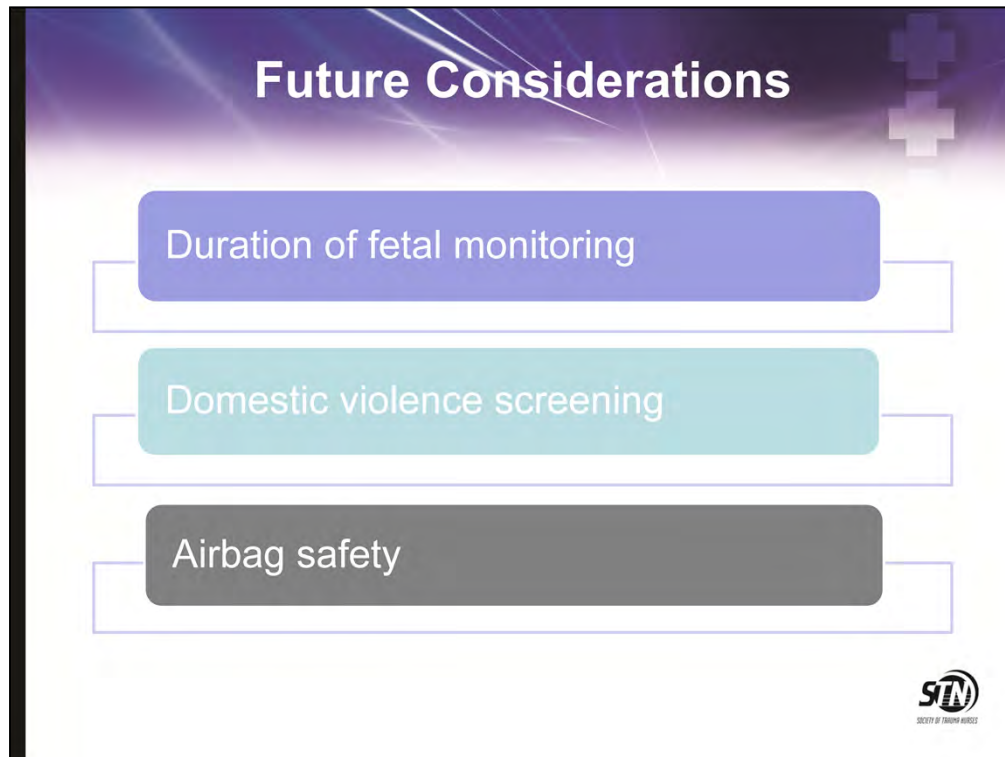 Future Considerations
Duration of fetal monitoring
Domestic violence screening
Airbag safety
STN
SOCIETY OF TRAUMA NURSES